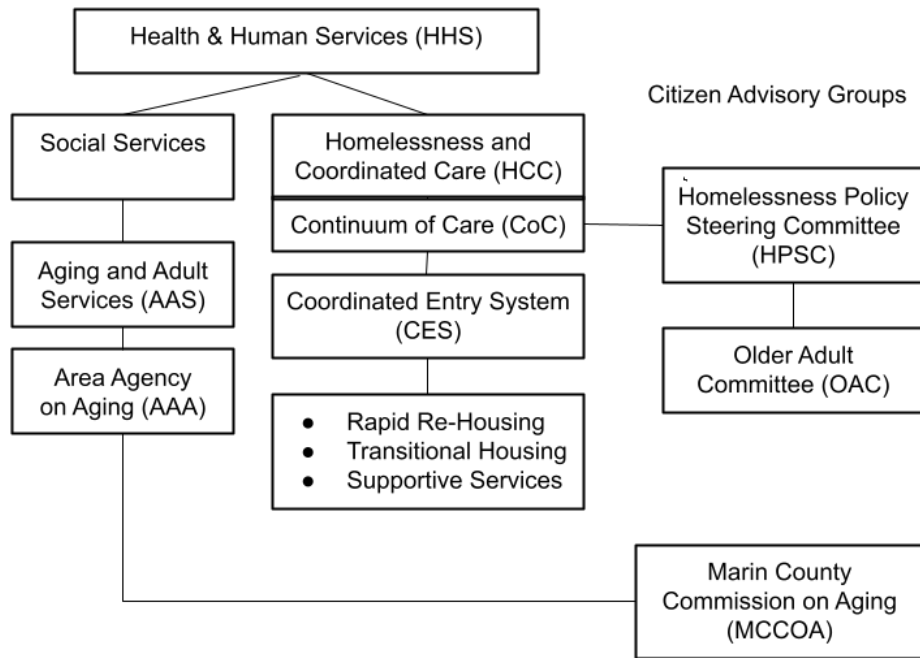 Health & Human Services (HHS)
Citizen Advisory Groups
Social Services
Homelessness and
Coordinated Care (HCC)
Continuum of Care (CoC)
Homelessness Policy
Steering Committee
(HPSC)
Aging and Adult
Services (AAS)
Coordinated Entry System
(CES)
Older Adult
Committee (OAC)
Area Agency
on Aging (AAA)
● Rapid Re-Housing
● Transitional Housing
● Supportive Services
Marin County
Commission on Aging
(MCCOA)